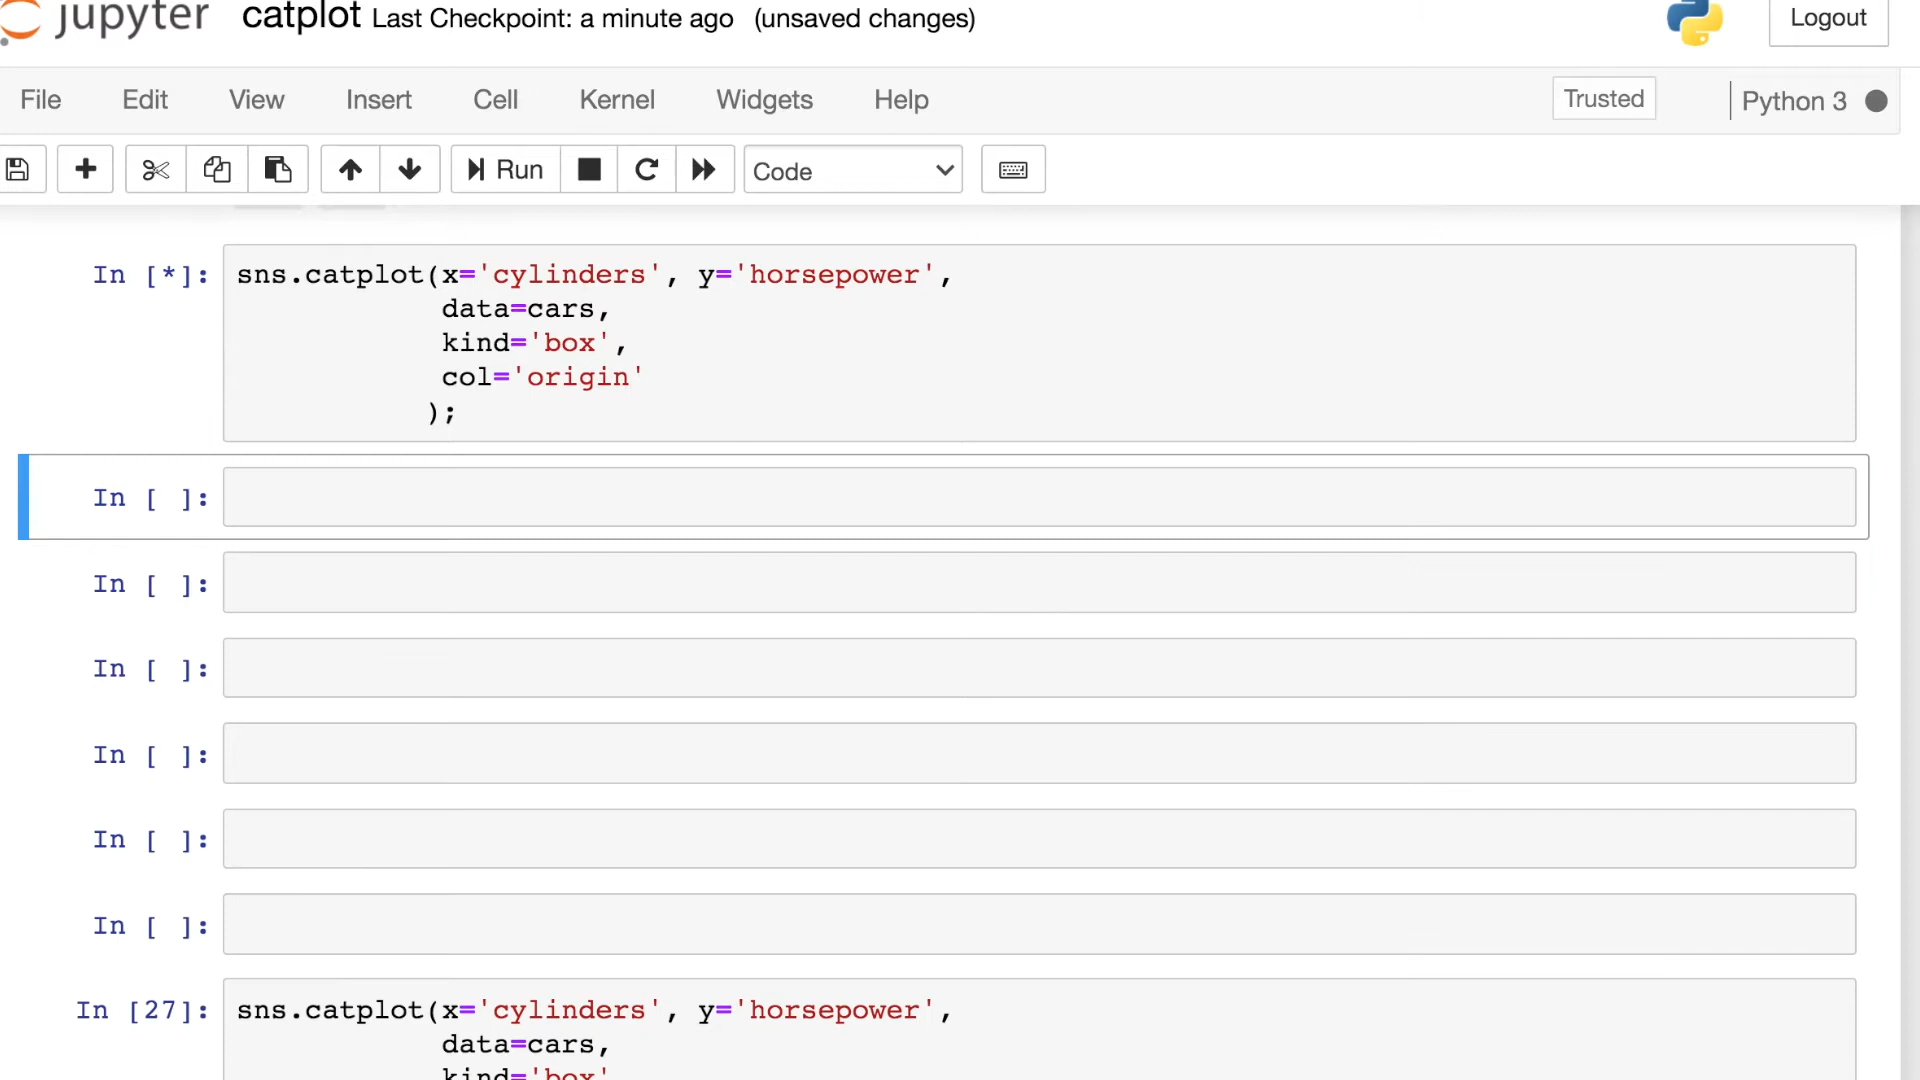 jupyter catplot Last Checkpoint: a minute ago (unsaved changes) Logout
File Edit View Insert Cell Kernel Widgets Help Trusted Python 3
Run Code
In [*]: sns.catplot(x='cylinders', y='horsepower',
data=cars,
kind='box',
col='origin'
);
In [ ]:
In [ ]:
In [ ]:
In [ ]:
In [ ]:
In [ ]:
In [27]: sns.catplot(x='cylinders', y='horsepower',
data=cars,
kind='box'